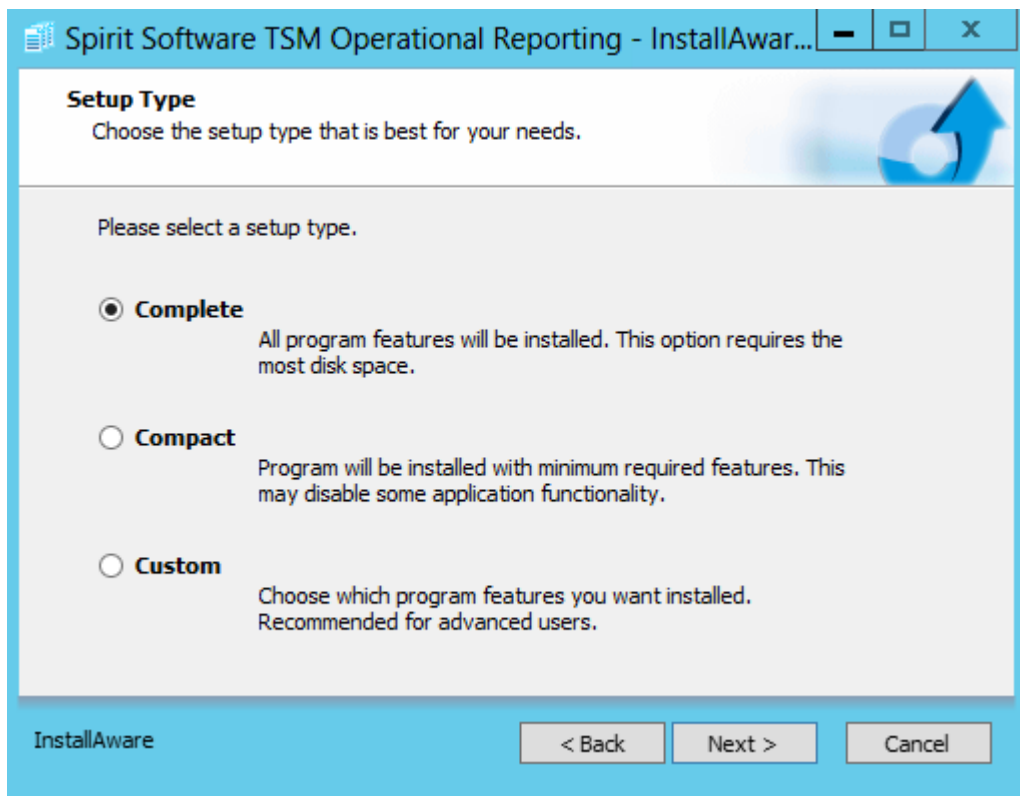 Spirit Software TSM Operational Reporting - InstallAwar...
Setup Type
Choose the setup type that is best for your needs.
Please select a setup type.
Complete
All program features will be installed. This option requires the
most disk space.
Compact
Program will be installed with minimum required features. This
may disable some application functionality.
Custom
Choose which program features you want installed.
Recommended for advanced users.
InstallAware
< Back
Next >
Cancel